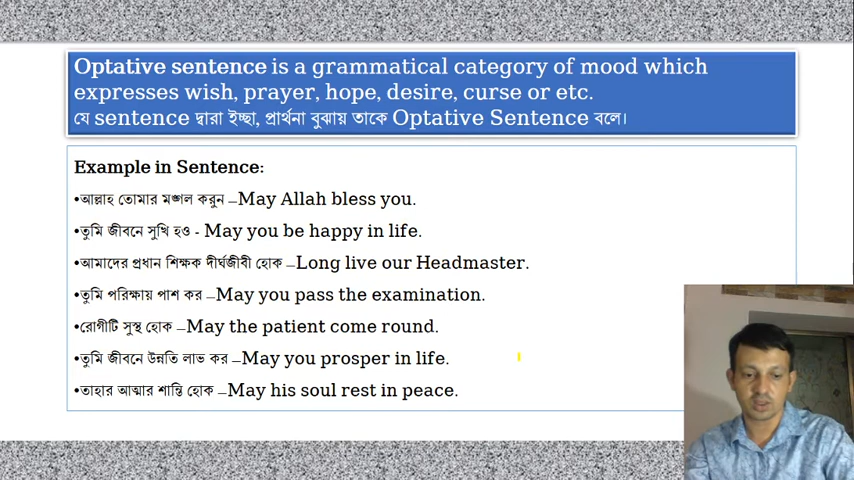 Optative sentence is a grammatical category of mood which
expresses wish, prayer, hope, desire, curse or etc.
যে sentence দ্বারা ইচ্ছা, প্রার্থনা বুঝায় তাকে Optative Sentence বলে।
Example in Sentence:
•আল্লাহ তোমার মঙ্গল করুন –May Allah bless you.
•তুমি জীবনে সুখি হও - May you be happy in life.
•আমাদের প্রধান শিক্ষক দীর্ঘজীবী হোক –Long live our Headmaster.
•তুমি পরিক্ষায় পাশ কর –May you pass the examination.
•রোগীটি সুস্থ হোক –May the patient come round.
•তুমি জীবনে উন্নতি লাভ কর –May you prosper in life.
•তাহার আত্মার শান্তি হোক –May his soul rest in peace.